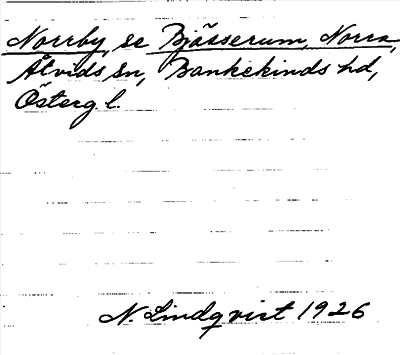 Norrby, se Bjässerum, Norra,
Åtvids sn, Bankekinds hd,
Österg. l.
N. Lindqvist 1926